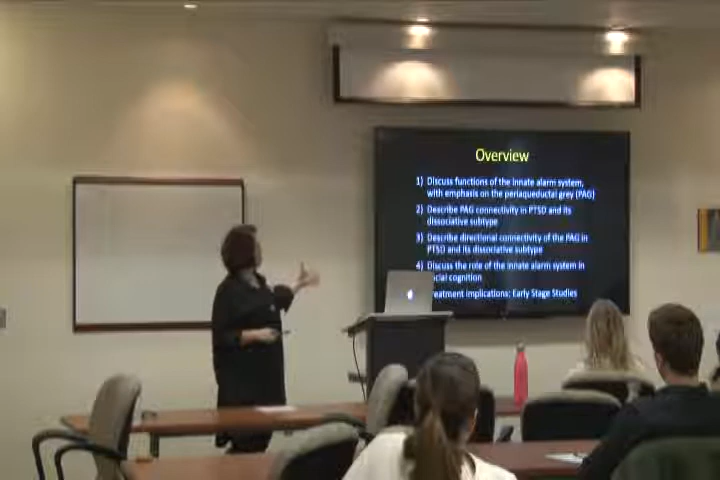 Overview
1) Discuss functions of the innate alarm system,
with emphasis on the periaqueductal grey (PAG)
2) Describe PAG connectivity in PTSD and its
dissociative subtype
3) Describe directional connectivity of the PAG in
PTSD and its dissociative subtype
4) Discuss the role of the innate alarm system in
cial cognition
reatment Implications: Early Stage Studies